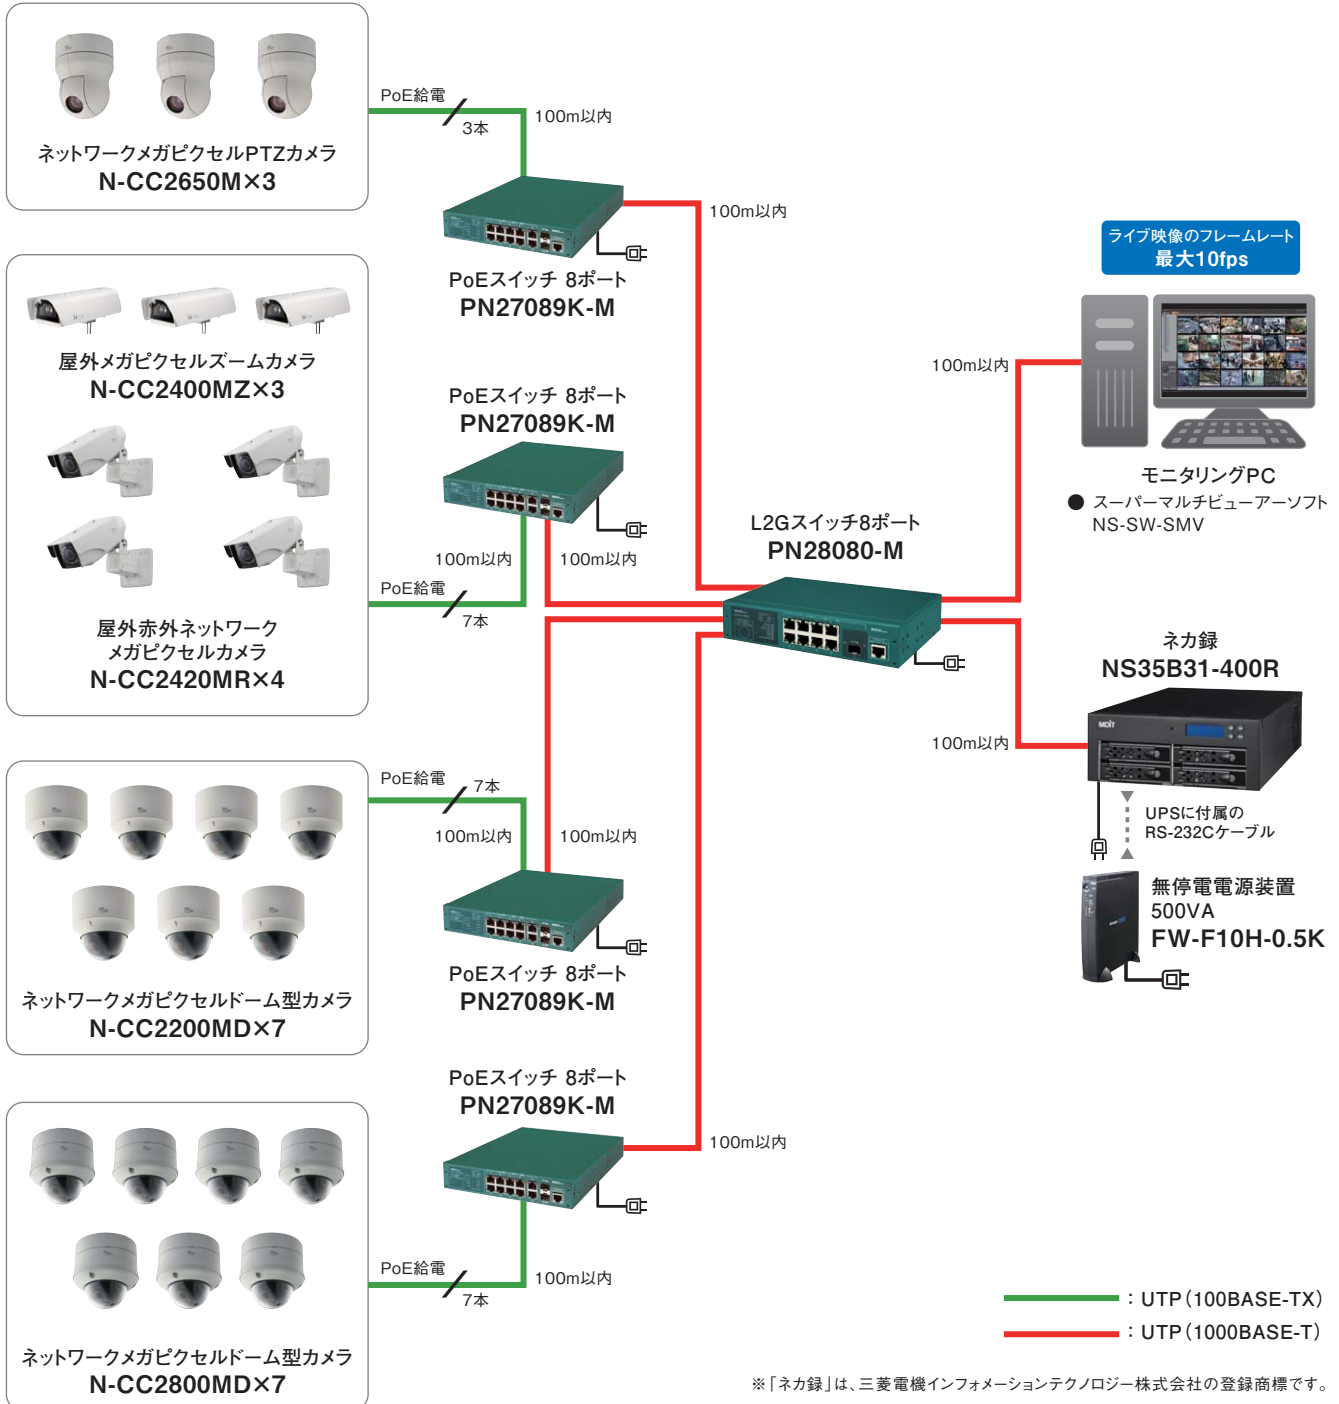 ネットワークメガピクセルPTZカメラ
N-CC2650M×3
PoE給電
3本
100m以内
PoEスイッチ 8ポート
PN27089K-M
100m以内
屋外メガピクセルズームカメラ
N-CC2400MZ×3
屋外赤外ネットワーク
メガピクセルカメラ
N-CC2420MR×4
PoEスイッチ 8ポート
PN27089K-M
100m以内
100m以内
PoE給電
7本
L2Gスイッチ8ポート
PN28080-M
ライブ映像のフレームレート
最大10fps
100m以内
モニタリングPC
● スーパーマルチビューアーソフト
NS-SW-SMV
ネカ録
NS35B31-400R
MDIT
100m以内
UPSに付属の
RS-232Cケーブル
無停電電源装置
500VA
FW-F10H-0.5K
PoE給電
7本
100m以内
100m以内
PoEスイッチ 8ポート
PN27089K-M
ネットワークメガピクセルドーム型カメラ
N-CC2200MD×7
PoEスイッチ 8ポート
PN27089K-M
100m以内
PoE給電
7本
100m以内
ネットワークメガピクセルドーム型カメラ
N-CC2800MD×7
：UTP（100BASE-TX）
：UTP（1000BASE-T）
※「ネカ録」は、三菱電機インフォメーションテクノロジー株式会社の登録商標です。